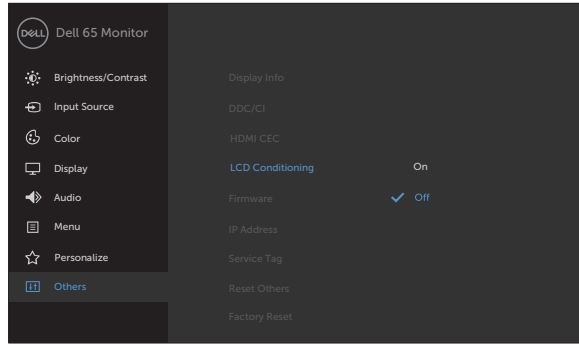 DELL Dell 65 Monitor
Brightness/Contrast
Input Source
Color
Display
Audio
Menu
Personalize
Others
Display Info
DDC/CI
HDMI CEC
LCD Conditioning On
Firmware Off
IP Address
Service Tag
Reset Others
Factory Reset